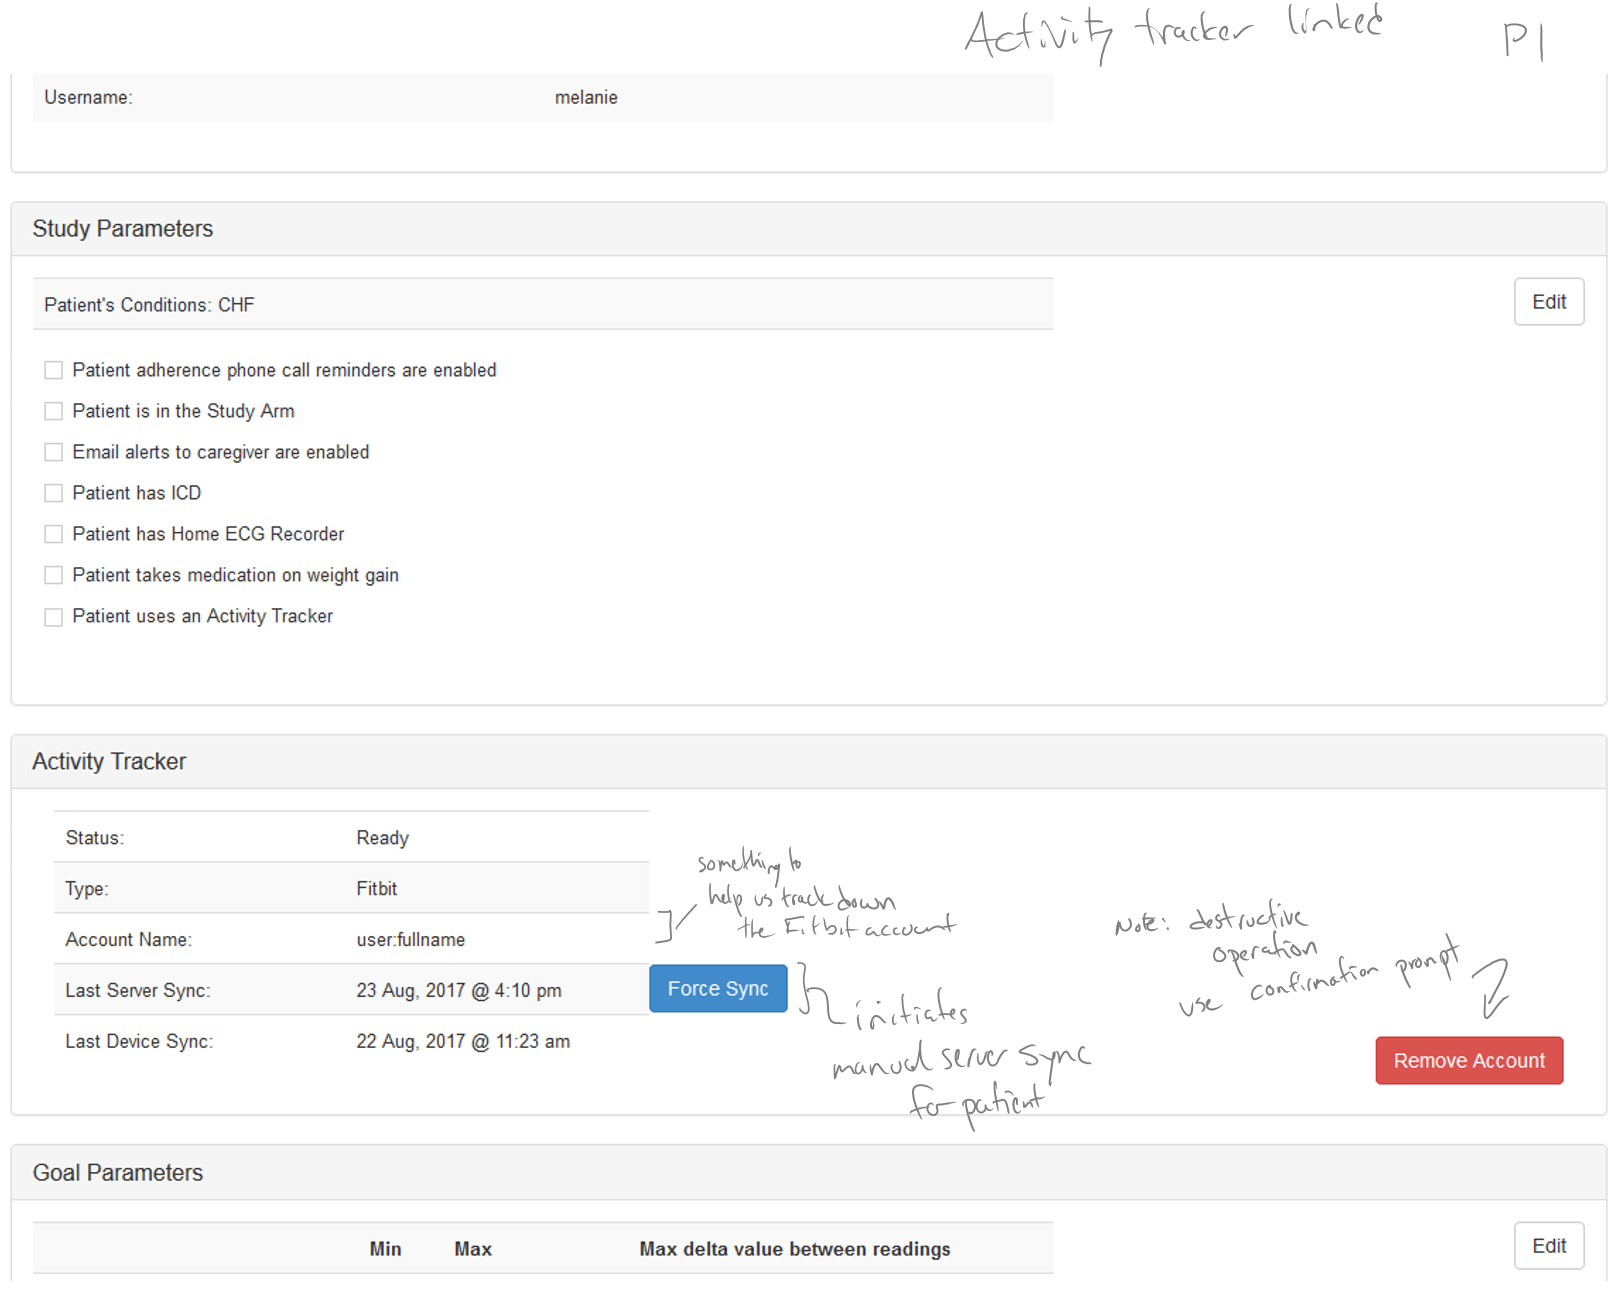 Activity tracker linked P1
Username: melanie
Study Parameters
Patient's Conditions: CHF
Edit
Patient adherence phone call reminders are enabled
Patient is in the Study Arm
Email alerts to caregiver are enabled
Patient has ICD
Patient has Home ECG Recorder
Patient takes medication on weight gain
Patient uses an Activity Tracker
Activity Tracker
Status: Ready
Type: Fitbit
Account Name: user:fullname
Last Server Sync: 23 Aug, 2017 @ 4:10 pm
Force Sync
Last Device Sync: 22 Aug, 2017 @ 11:23 am
something to
help us track down
the Fitbit account
initiates
manual server sync
for patient
Note: destructive
operation
use confirmation prompt
Remove Account
Goal Parameters
Min Max Max delta value between readings
Edit